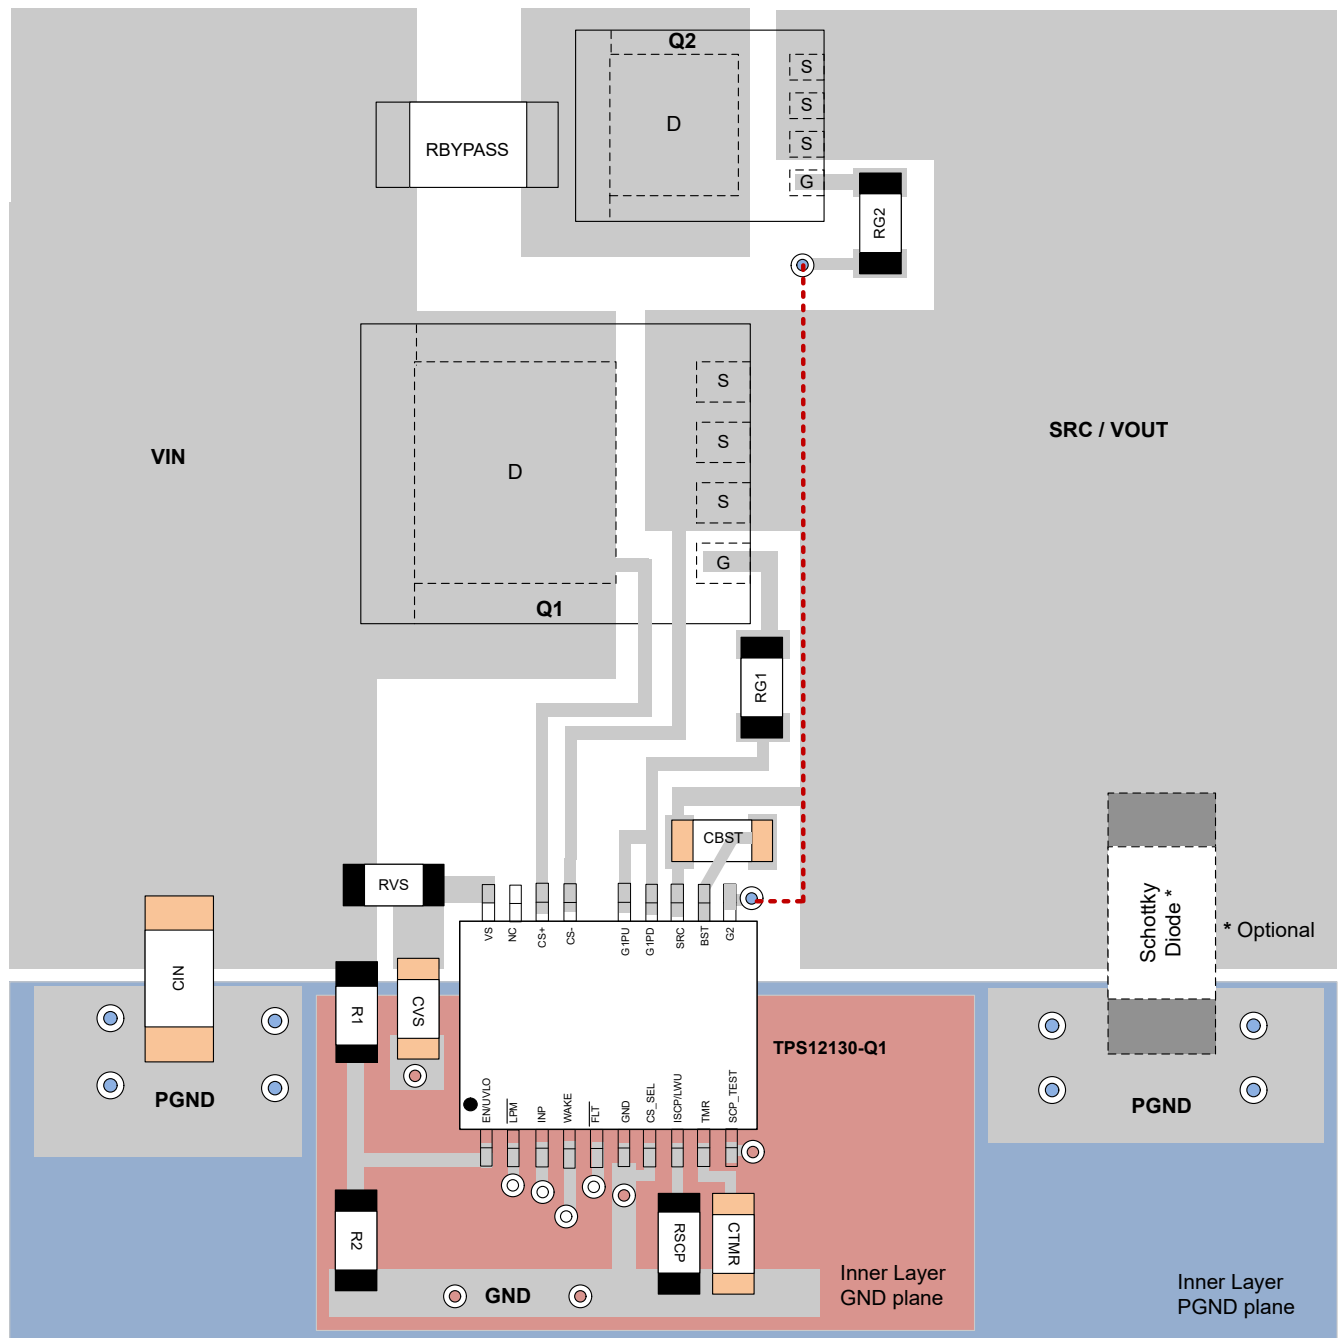 Q2
S
S
S
G
D
RBYPASS
RG2
S
S
S
G
D
Q1
VIN
SRC / VOUT
RG1
CBST
RVS
VS
NC
CS+
CS-
G1PU
G1PD
SRC
BST
G2
CIN
R1
CVS
Schottky
Diode *
* Optional
TPS12130-Q1
PGND
PGND
EN/UVLO
LPM
INP
WAKE
FLT
GND
CS_SEL
ISCP/LWU
TMR
SCP_TEST
R2
RSCP
CTMR
GND
Inner Layer
GND plane
Inner Layer
PGND plane